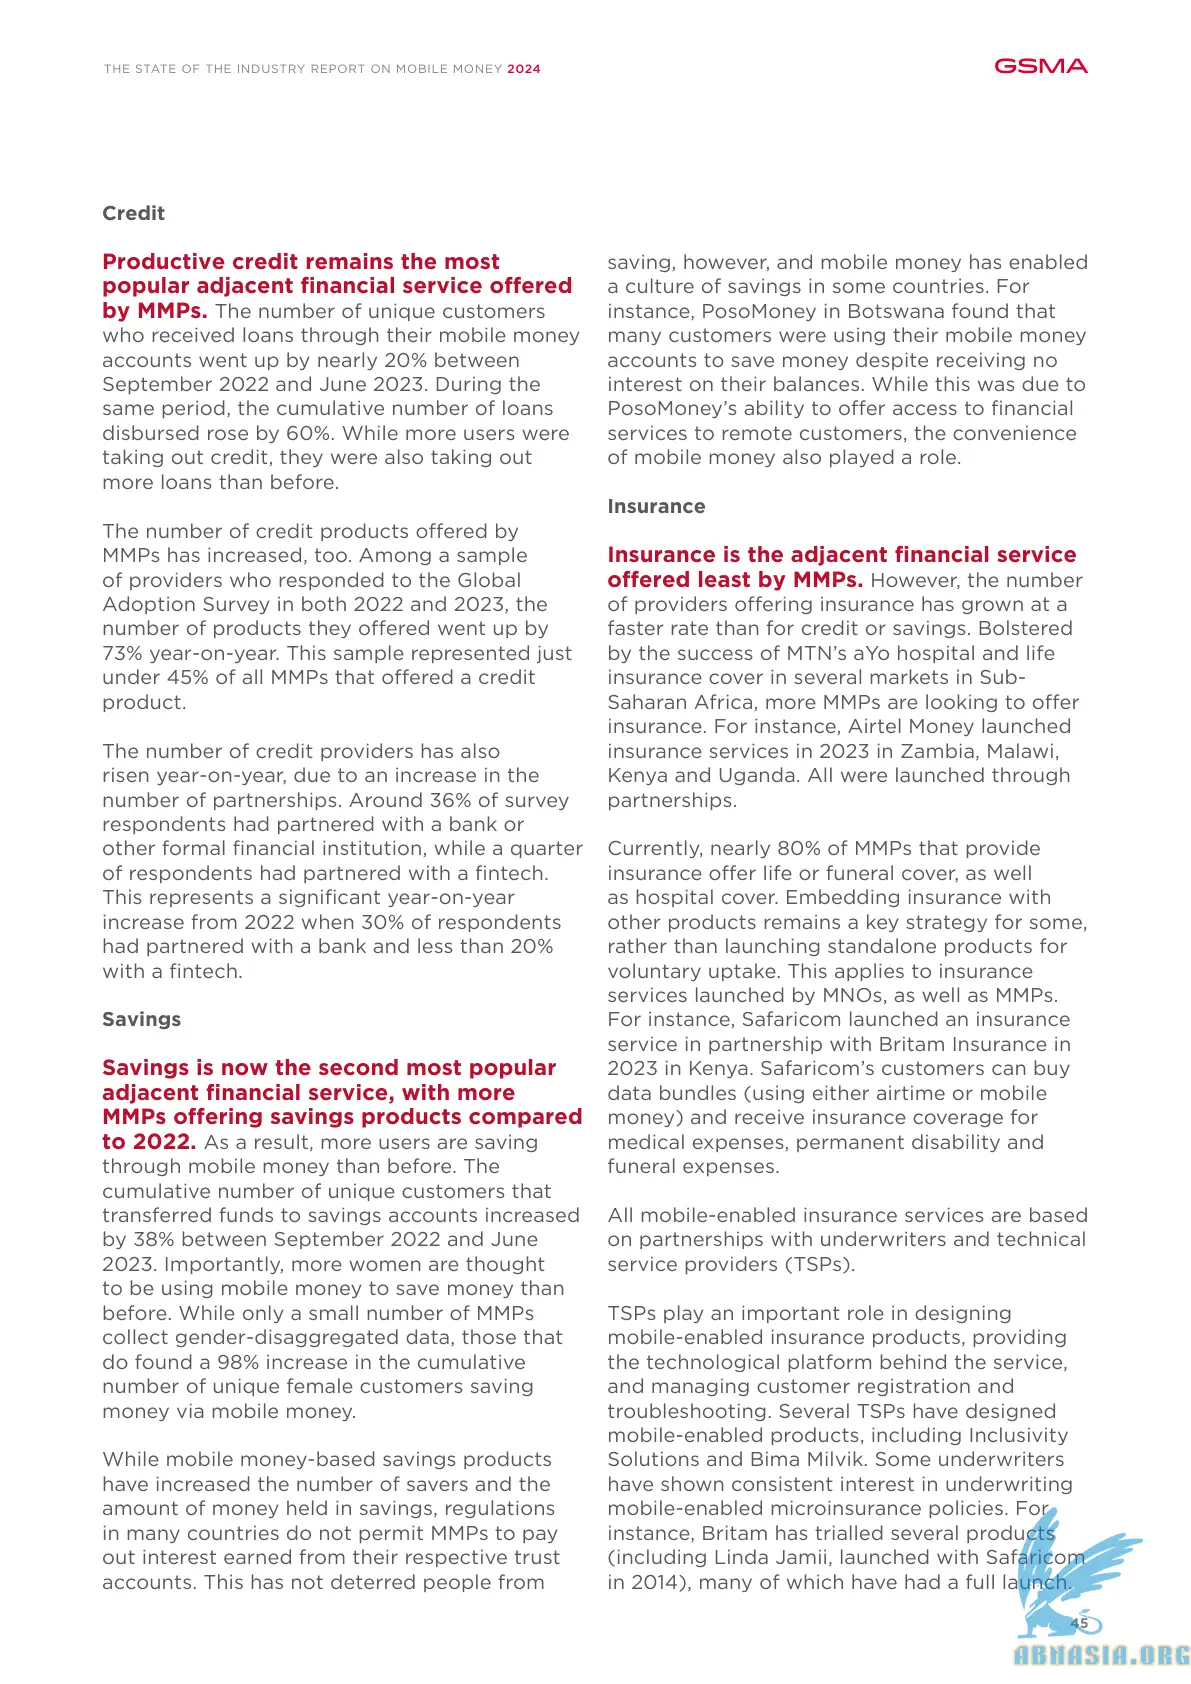 THE STATE OF THE INDUSTRY REPORT ON MOBILE MONEY 2024
GSMA
Credit
Productive credit remains the most
popular adjacent financial service offered
by MMPs. The number of unique customers
who received loans through their mobile money
accounts went up by nearly 20% between
September 2022 and June 2023. During the
same period, the cumulative number of loans
disbursed rose by 60%. While more users were
taking out credit, they were also taking out
more loans than before.
The number of credit products offered by
MMPs has increased, too. Among a sample
of providers who responded to the Global
Adoption Survey in both 2022 and 2023, the
number of products they offered went up by
73% year-on-year. This sample represented just
under 45% of all MMPs that offered a credit
product.
The number of credit providers has also
risen year-on-year, due to an increase in the
number of partnerships. Around 36% of survey
respondents had partnered with a bank or
other formal financial institution, while a quarter
of respondents had partnered with a fintech.
This represents a significant year-on-year
increase from 2022 when 30% of respondents
had partnered with a bank and less than 20%
with a fintech.
Savings
Savings is now the second most popular
adjacent financial service, with more
MMPs offering savings products compared
to 2022. As a result, more users are saving
through mobile money than before. The
cumulative number of unique customers that
transferred funds to savings accounts increased
by 38% between September 2022 and June
2023. Importantly, more women are thought
to be using mobile money to save money than
before. While only a small number of MMPs
collect gender-disaggregated data, those that
do found a 98% increase in the cumulative
number of unique female customers saving
money via mobile money.
While mobile money-based savings products
have increased the number of savers and the
amount of money held in savings, regulations
in many countries do not permit MMPs to pay
out interest earned from their respective trust
accounts. This has not deterred people from
saving, however, and mobile money has enabled
a culture of savings in some countries. For
instance, PosoMoney in Botswana found that
many customers were using their mobile money
accounts to save money despite receiving no
interest on their balances. While this was due to
PosoMoney's ability to offer access to financial
services to remote customers, the convenience
of mobile money also played a role.
Insurance
Insurance is the adjacent financial service
offered least by MMPs. However, the number
of providers offering insurance has grown at a
faster rate than for credit or savings. Bolstered
by the success of MTN's aYo hospital and life
insurance cover in several markets in Sub-
Saharan Africa, more MMPs are looking to offer
insurance. For instance, Airtel Money launched
insurance services in 2023 in Zambia, Malawi,
Kenya and Uganda. All were launched through
partnerships.
Currently, nearly 80% of MMPs that provide
insurance offer life or funeral cover, as well
as hospital cover. Embedding insurance with
other products remains a key strategy for some,
rather than launching standalone products for
voluntary uptake. This applies to insurance
services launched by MNOs, as well as MMPs.
For instance, Safaricom launched an insurance
service in partnership with Britam Insurance in
2023 in Kenya. Safaricom's customers can buy
data bundles (using either airtime or mobile
money) and receive insurance coverage for
medical expenses, permanent disability and
funeral expenses.
All mobile-enabled insurance services are based
on partnerships with underwriters and technical
service providers (TSPs).
TSPs play an important role in designing
mobile-enabled insurance products, providing
the technological platform behind the service,
and managing customer registration and
troubleshooting. Several TSPs have designed
mobile-enabled products, including Inclusivity
Solutions and Bima Milvik. Some underwriters
have shown consistent interest in underwriting
mobile-enabled microinsurance policies. For
instance, Britam has trialled several products
(including Linda Jamii, launched with Safaricom
in 2014), many of which have had a full launch.
45
ABNASIA.ORG